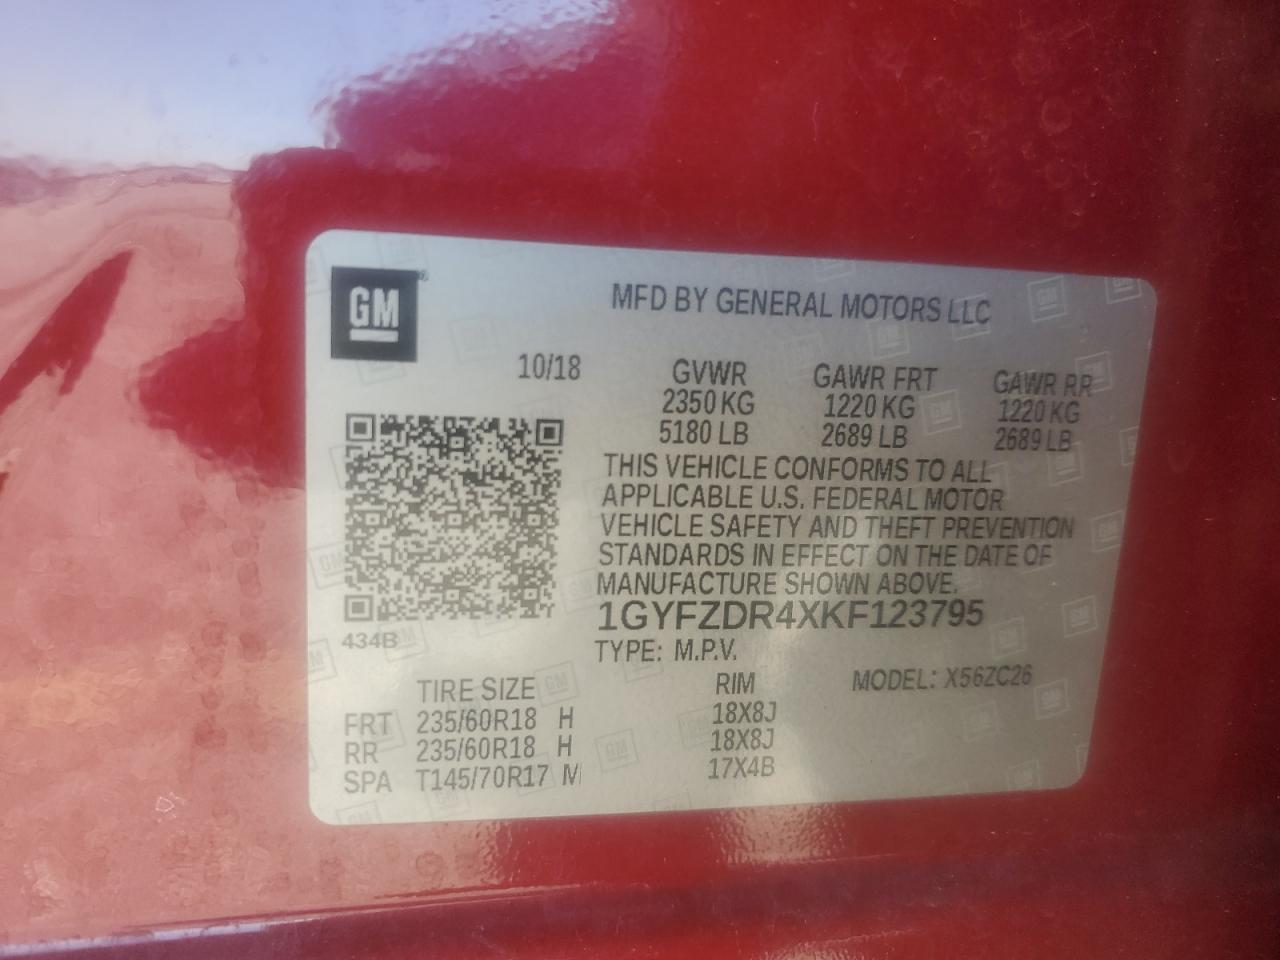 GM
MFD BY GENERAL MOTORS LLC
10/18 GVWR GAWR FRT GAWR RR
2350 KG 1220 KG 1220 KG
5180 LB 2689 LB 2689 LB
THIS VEHICLE CONFORMS TO ALL
APPLICABLE U.S. FEDERAL MOTOR
VEHICLE SAFETY AND THEFT PREVENTION
STANDARDS IN EFFECT ON THE DATE OF
MANUFACTURE SHOWN ABOVE.
1GYFZDR4XKF123795
434B
TYPE: M.P.V. MODEL: X56ZC26
TIRE SIZE RIM
FRT 235/60R18 H 18X8J
RR 235/60R18 H 18X8J
SPA T145/70R17 M 17X4B